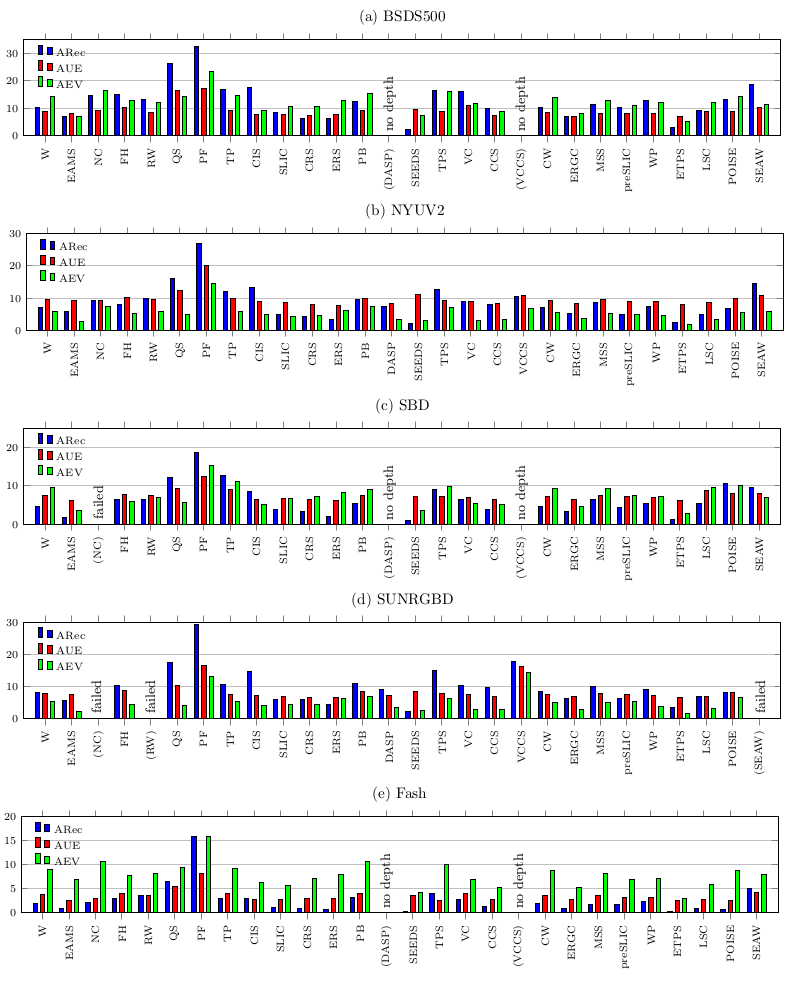 (a) BSDS500
30
20
10
0
ARec
AUE
AEV
no depth
no depth
W EAMS NC FH RW QS PF TP CIS SLIC CRS ERS PB (DASP) SEEDS TPS VC CCS (VCCS) CW ERGC MSS preSLIC WP ETPS LSC POISE SEAW
(b) NYUV2
30
20
10
0
ARec
AUE
AEV
W EAMS NC FH RW QS PF TP CIS SLIC CRS ERS PB DASP SEEDS TPS VC CCS VCCS CW ERGC MSS preSLIC WP ETPS LSC POISE SEAW
(c) SBD
20
10
0
ARec
AUE
AEV
failed
no depth
no depth
W EAMS (NC) FH RW QS PF TP CIS SLIC CRS ERS PB (DASP) SEEDS TPS VC CCS (VCCS) CW ERGC MSS preSLIC WP ETPS LSC POISE SEAW
(d) SUNRGBD
30
20
10
0
ARec
AUE
AEV
failed
failed
failed
W EAMS (NC) FH (RW) QS PF TP CIS SLIC CRS ERS PB DASP SEEDS TPS VC CCS VCCS CW ERGC MSS preSLIC WP ETPS LSC POISE (SEAW)
(e) Fash
20
15
10
5
0
ARec
AUE
AEV
no depth
no depth
W EAMS NC FH RW QS PF TP CIS SLIC CRS ERS PB (DASP) SEEDS TPS VC CCS (VCCS) CW ERGC MSS preSLIC WP ETPS LSC POISE SEAW